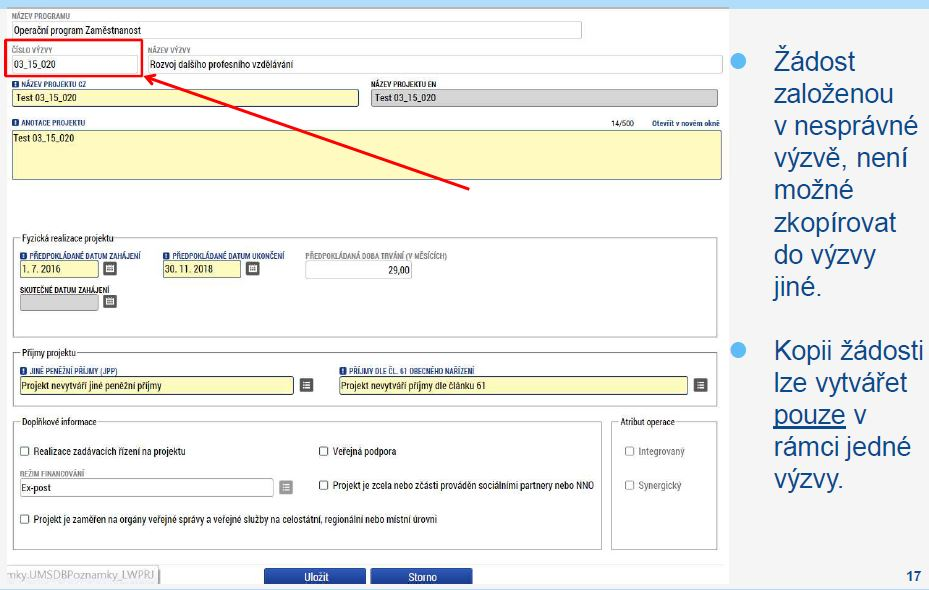 NÁZEV PROGRAMU
Operační program Zaměstnanost
ČÍSLO VÝZVY
NÁZEV VÝZVY
03_15_020
Rozvoj dalšího profesního vzdělávání
NÁZEV PROJEKTU CZ
NÁZEV PROJEKTU EN
Test 03_15_020
Test 03_15_020
ANOTACE PROJEKTU
14/500
Otevřít v novém okně
Test 03_15_020
Fyzická realizace projektu
PŘEDPOKLÁDANÉ DATUM ZAHÁJENÍ
PŘEDPOKLÁDANÉ DATUM UKONČENÍ
PŘEDPOKLÁDANÁ DOBA TRVÁNÍ (V MĚSÍCÍCH)
1. 7. 2016
30. 11. 2018
29,00
SKUTEČNÉ DATUM ZAHÁJENÍ
Příjmy projektu
JINÉ PENĚŽNÍ PŘÍJMY (JPP)
PŘÍJMY DLE ČL. 61 OBECNÉHO NAŘÍZENÍ
Projekt nevytváří jiné peněžní příjmy
Projekt nevytváří příjmy dle článku 61
Doplňkové informace
Atribut operace
Realizace zadávacích řízení na projektu
Veřejná podpora
Integrovaný
REŽIM FINANCOVÁNÍ
Ex-post
Projekt je zcela nebo zčásti prováděn sociálními partnery nebo NNO
Synergický
Projekt je zaměřen na orgány veřejné správy a veřejné služby na celostátní, regionální nebo místní úrovni
mky.UMSDBPoznamky_LWPRJ
Uložit
Storno
Žádost
založenou
v nesprávné
výzvě, není
možné
zkopírovat
do výzvy
jiné.
Kopii žádosti
lze vytvářet
pouze v
rámci jedné
výzvy.
17